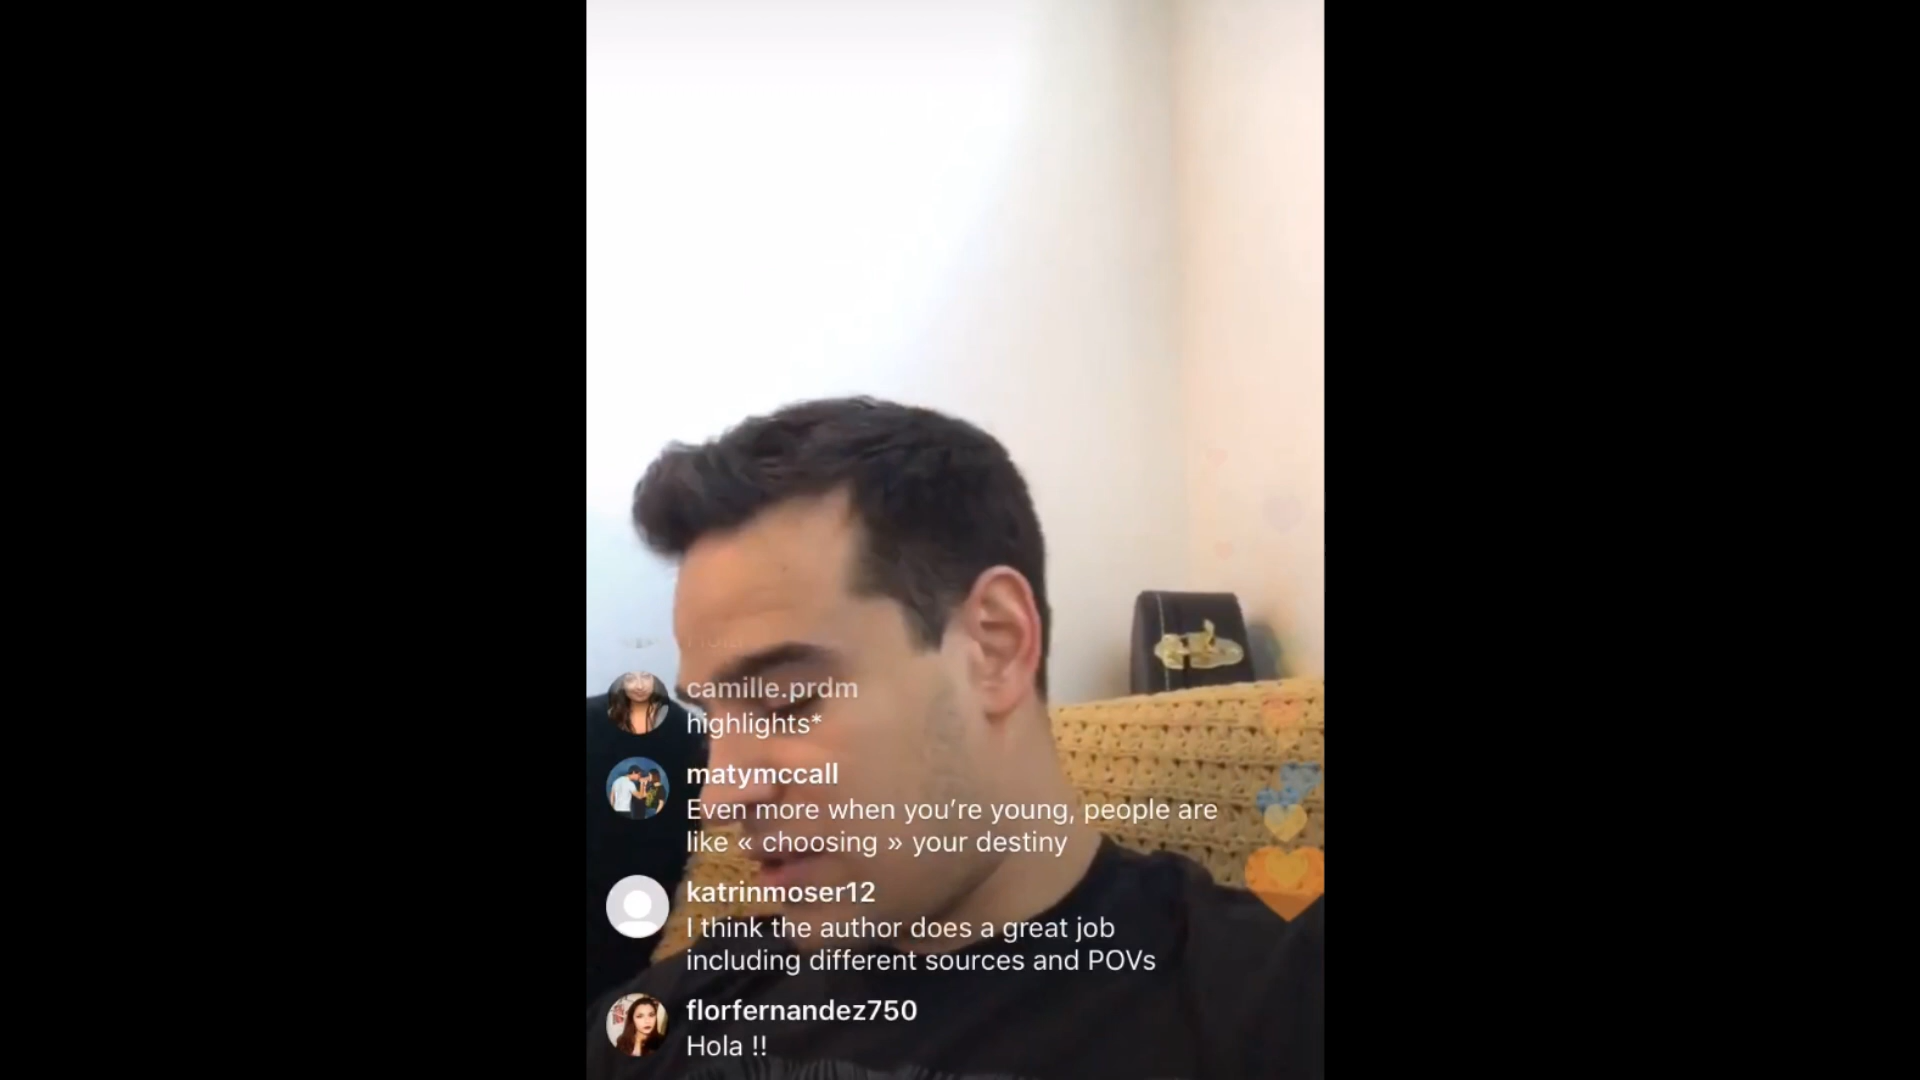 camille.prdm
highlights*
matymccall
Even more when you're young, people are
like « choosing » your destiny
katrinmoser12
I think the author does a great job
including different sources and POVs
florfernandez750
Hola !!